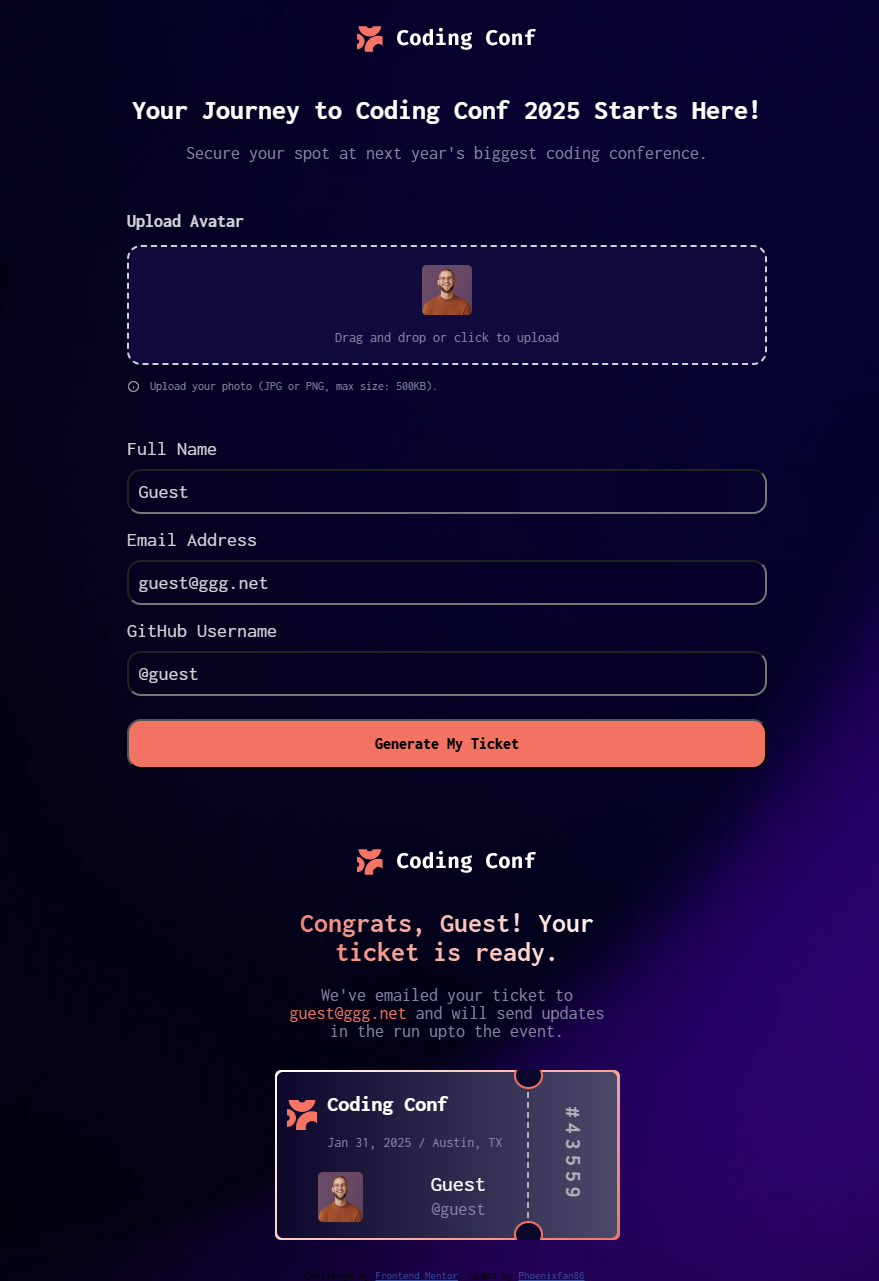 Coding Conf
Your Journey to Coding Conf 2025 Starts Here!
Secure your spot at next year's biggest coding conference.
Upload Avatar
Drag and drop or click to upload
Upload your photo (JPG or PNG, max size: 500KB).
Full Name
Guest
Email Address
guest@ggg.net
GitHub Username
@guest
Generate My Ticket
Coding Conf
Congrats, Guest! Your
ticket is ready.
We've emailed your ticket to
guest@ggg.net and will send updates
in the run upto the event.
Coding Conf
Jan 31, 2025 / Austin, TX
Guest
@guest
#43559
Challenge by Frontend Mentor. Coded by Phoenixfan86